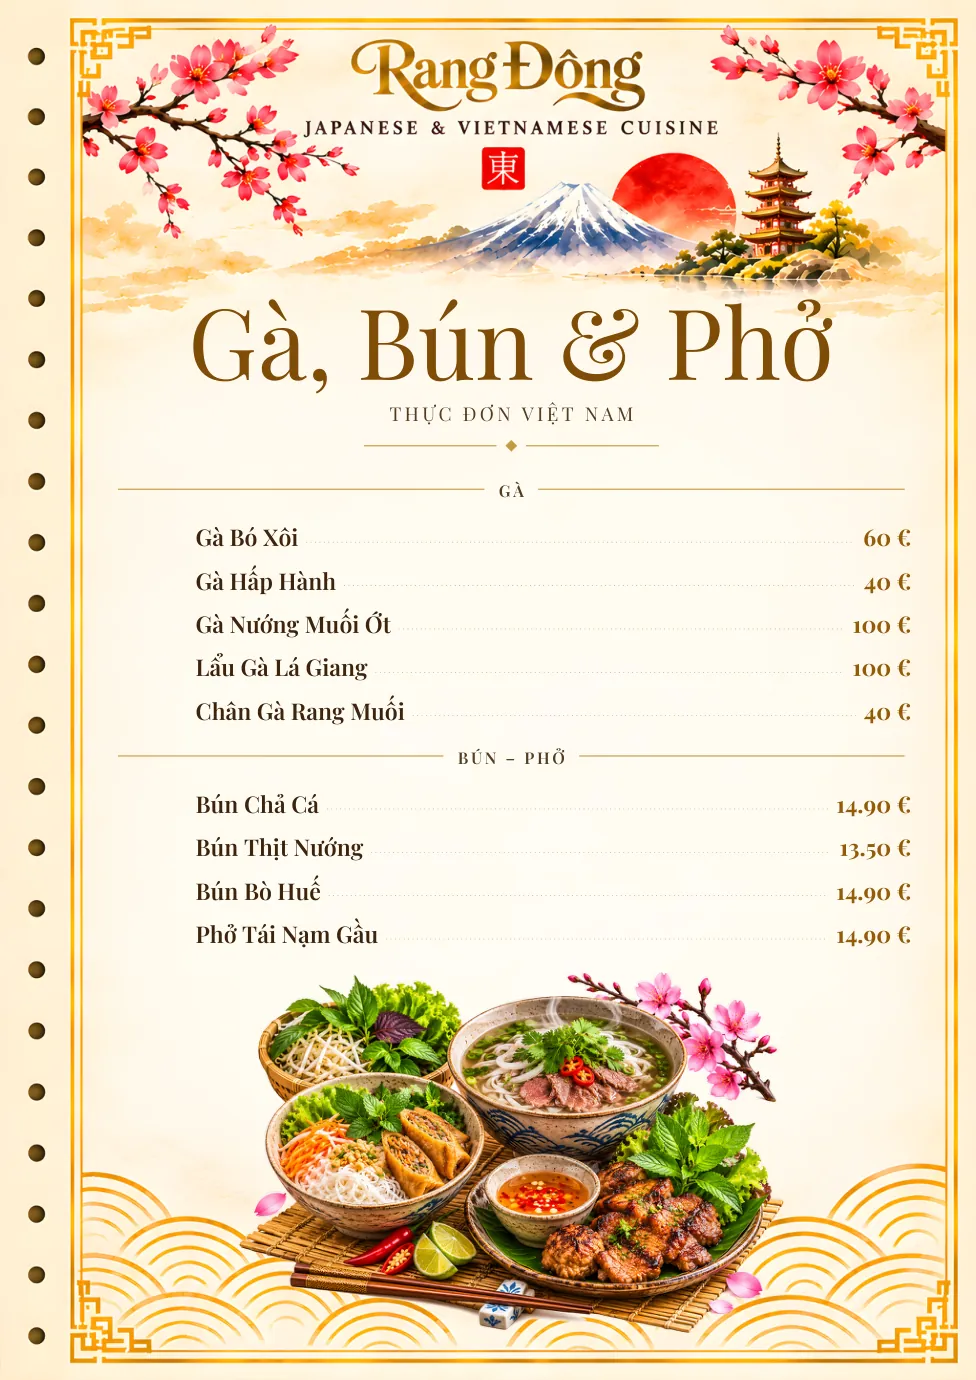 Rang Đông
JAPANESE & VIETNAMESE CUISINE
東
Gà, Bún & Phở
THỰC ĐƠN VIỆT NAM
GÀ
Gà Bó Xôi 60 €
Gà Hấp Hành 40 €
Gà Nướng Muối Ớt 100 €
Lẩu Gà Lá Giang 100 €
Chân Gà Rang Muối 40 €
BÚN – PHỞ
Bún Chả Cá 14.90 €
Bún Thịt Nướng 13.50 €
Bún Bò Huế 14.90 €
Phở Tái Nạm Gầu 14.90 €